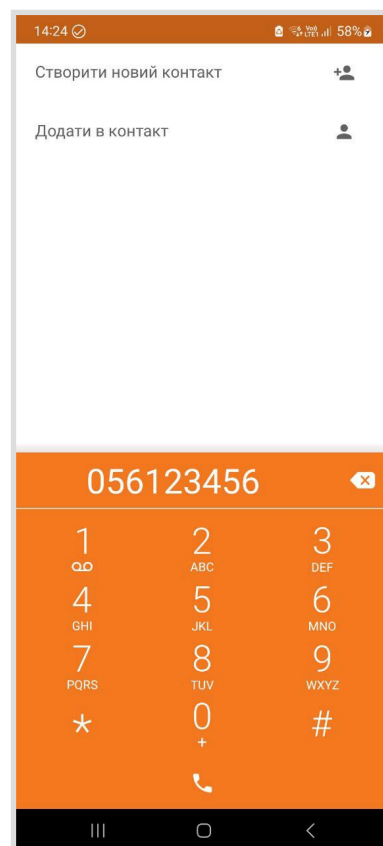 14:24 58%
Створити новий контакт
Додати в контакт
056123456
1 2 3
ABC DEF
4 5 6
GHI JKL MNO
7 8 9
PQRS TUV WXYZ
* 0 #
+